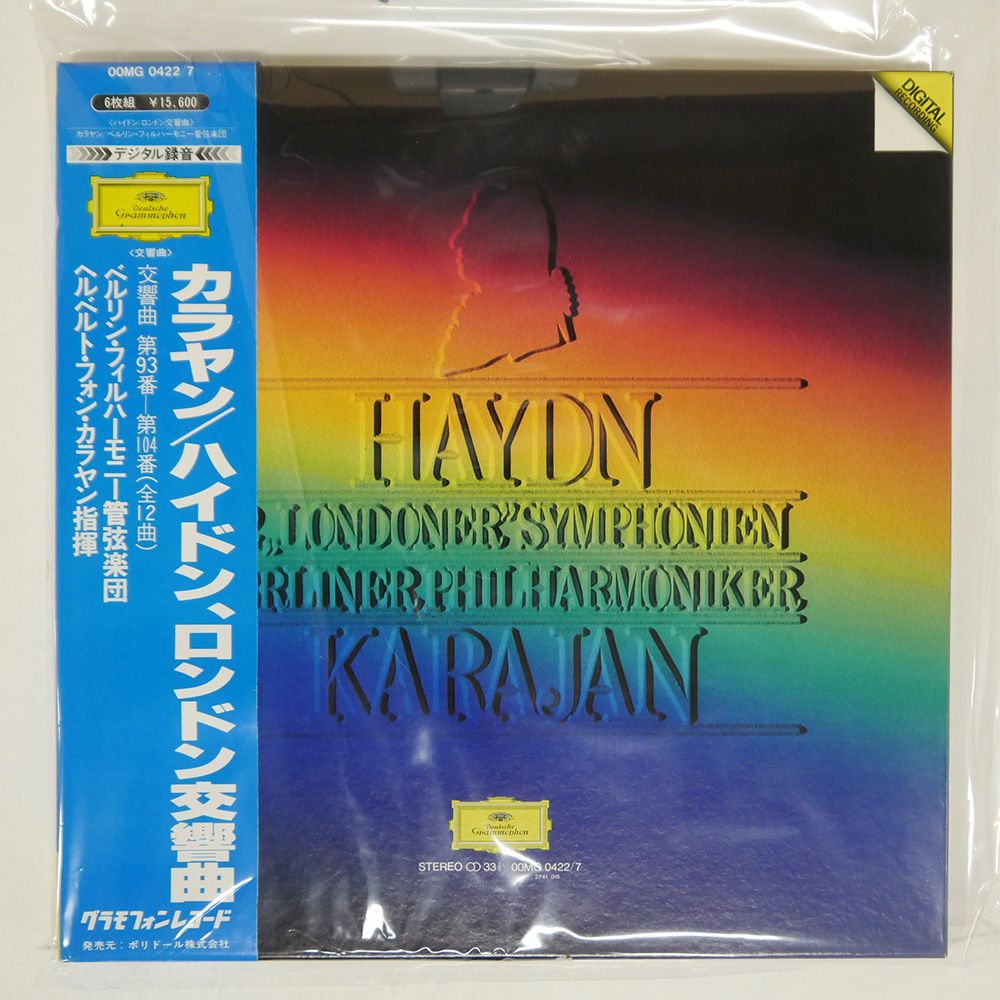 00MG 0422/7
6枚組 ¥15,600
〈ハイドン：ロンドン交響曲〉
カラヤン/ベルリン・フィルハーモニー管弦楽団
デジタル録音
Deutsche
Grammophon
〈交響曲〉
カラヤン/ハイドン、ロンドン交響曲
交響曲 第93番―第104番(全12曲)
ベルリン・フィルハーモニー管弦楽団
ヘルベルト・フォン・カラヤン指揮
グラモフォンレコード
発売元：ポリドール株式会社
DIGITAL
RECORDING
HAYDN
„LONDONER” SYMPHONIEN
RLINER PHILHARMONIKER
KARAJAN
Deutsche
Grammophon
STEREO 33 00MG 0422/7
2741 015